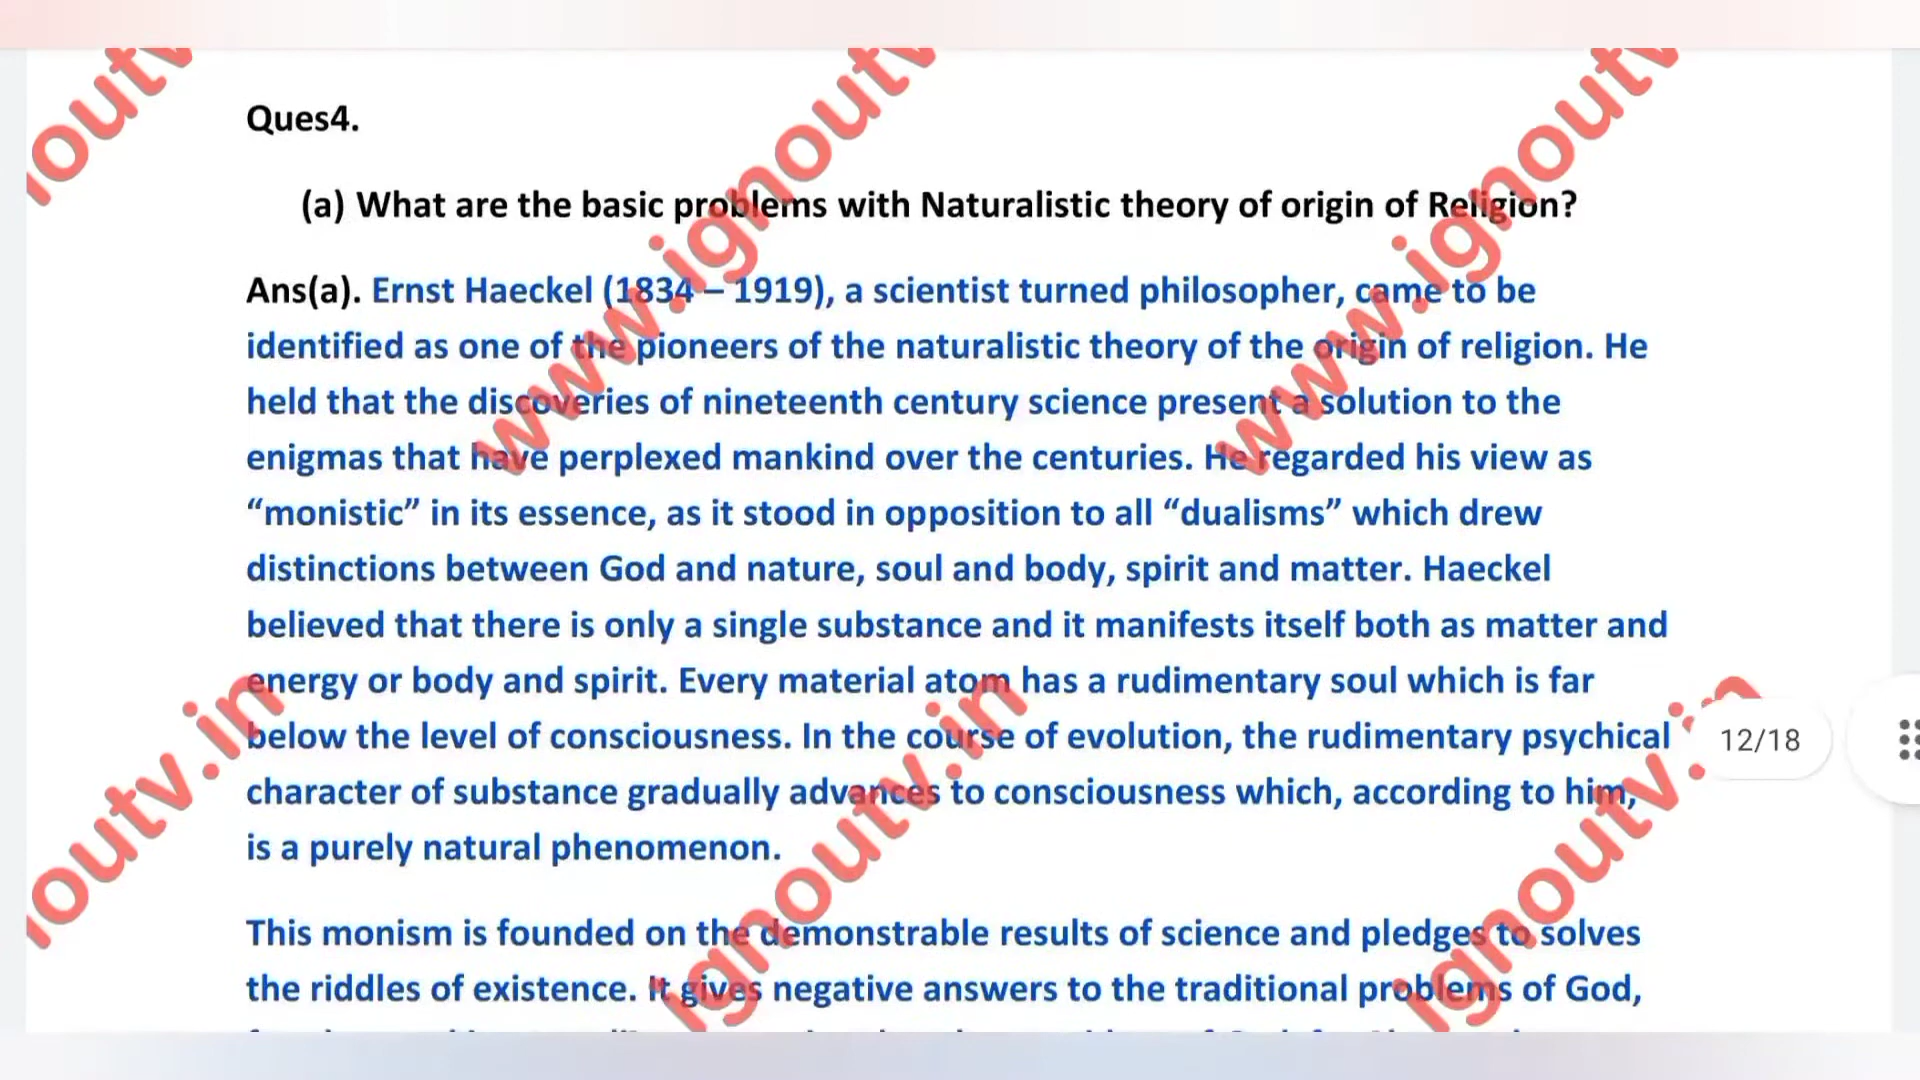 Ques4.
(a) What are the basic problems with Naturalistic theory of origin of Religion?
Ans(a). Ernst Haeckel (1834 – 1919), a scientist turned philosopher, came to be
identified as one of the pioneers of the naturalistic theory of the origin of religion. He
held that the discoveries of nineteenth century science present a solution to the
enigmas that have perplexed mankind over the centuries. He regarded his view as
“monistic” in its essence, as it stood in opposition to all “dualisms” which drew
distinctions between God and nature, soul and body, spirit and matter. Haeckel
believed that there is only a single substance and it manifests itself both as matter and
energy or body and spirit. Every material atom has a rudimentary soul which is far
below the level of consciousness. In the course of evolution, the rudimentary psychical
character of substance gradually advances to consciousness which, according to him,
is a purely natural phenomenon.
This monism is founded on the demonstrable results of science and pledges to solves
the riddles of existence. It gives negative answers to the traditional problems of God,
12/18
www.ignoutv.in
www.ignoutv.in